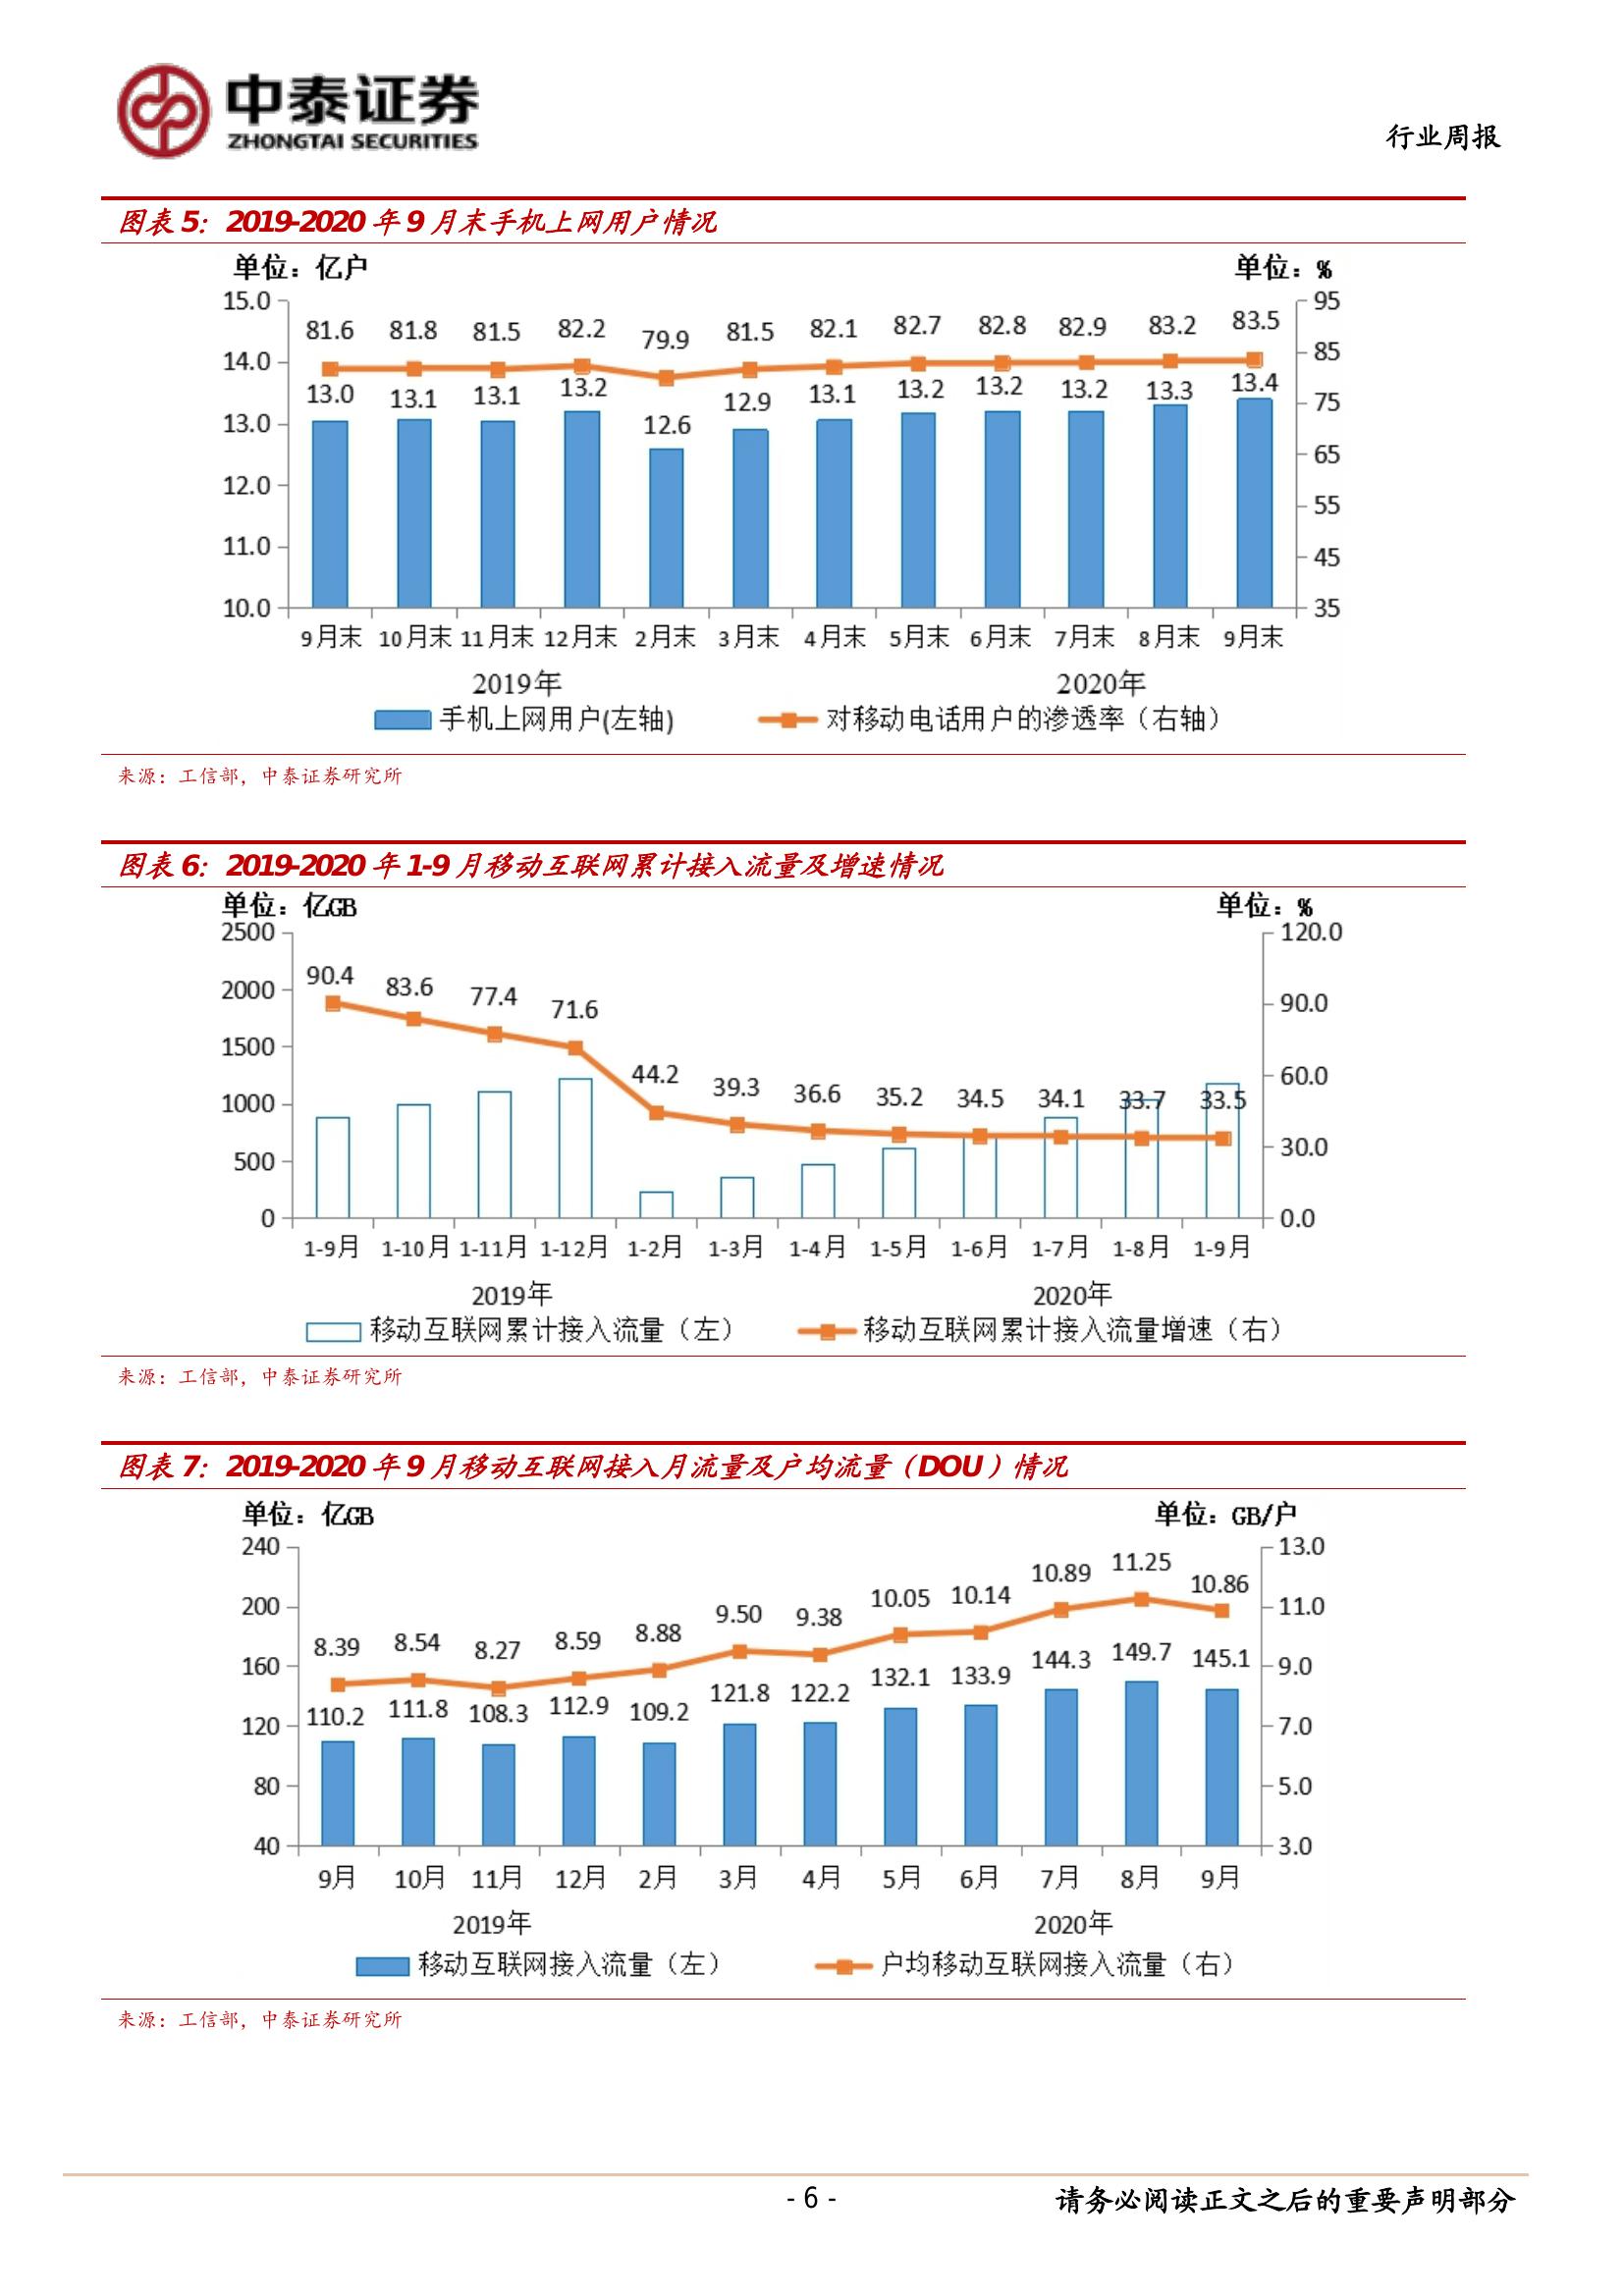 中泰证券
ZHONGTAI SECURITIES
行业周报
图表5：2019-2020年9月末手机上网用户情况
单位：亿户 单位：%
15.0 95
81.6 81.8 81.5 82.2 79.9 81.5 82.1 82.7 82.8 82.9 83.2 83.5
14.0 85
13.0 13.1 13.1 13.2 12.6 12.9 13.1 13.2 13.2 13.2 13.3 13.4
75
13.0
65
12.0
55
11.0
45
10.0 35
9月末 10月末 11月末 12月末 2月末 3月末 4月末 5月末 6月末 7月末 8月末 9月末
2019年 2020年
手机上网用户(左轴) 对移动电话用户的渗透率（右轴）
来源：工信部，中泰证券研究所
图表6：2019-2020年1-9月移动互联网累计接入流量及增速情况
单位：亿GB 单位：%
2500 120.0
90.4 83.6 77.4 71.6 44.2 39.3 36.6 35.2 34.5 34.1 33.7 33.5
2000 90.0
1500
60.0
1000
500 30.0
0 0.0
1-9月 1-10月 1-11月 1-12月 1-2月 1-3月 1-4月 1-5月 1-6月 1-7月 1-8月 1-9月
2019年 2020年
移动互联网累计接入流量（左） 移动互联网累计接入流量增速（右）
来源：工信部，中泰证券研究所
图表7：2019-2020年9月移动互联网接入月流量及户均流量（DOU）情况
单位：亿GB 单位：GB/户
240 13.0
8.39 8.54 8.27 8.59 8.88 9.50 9.38 10.05 10.14 10.89 11.25 10.86
200 11.0
160 9.0
110.2 111.8 108.3 112.9 109.2 121.8 122.2 132.1 133.9 144.3 149.7 145.1
120 7.0
80 5.0
40 3.0
9月 10月 11月 12月 2月 3月 4月 5月 6月 7月 8月 9月
2019年 2020年
移动互联网接入流量（左） 户均移动互联网接入流量（右）
来源：工信部，中泰证券研究所
- 6 -
请务必阅读正文之后的重要声明部分